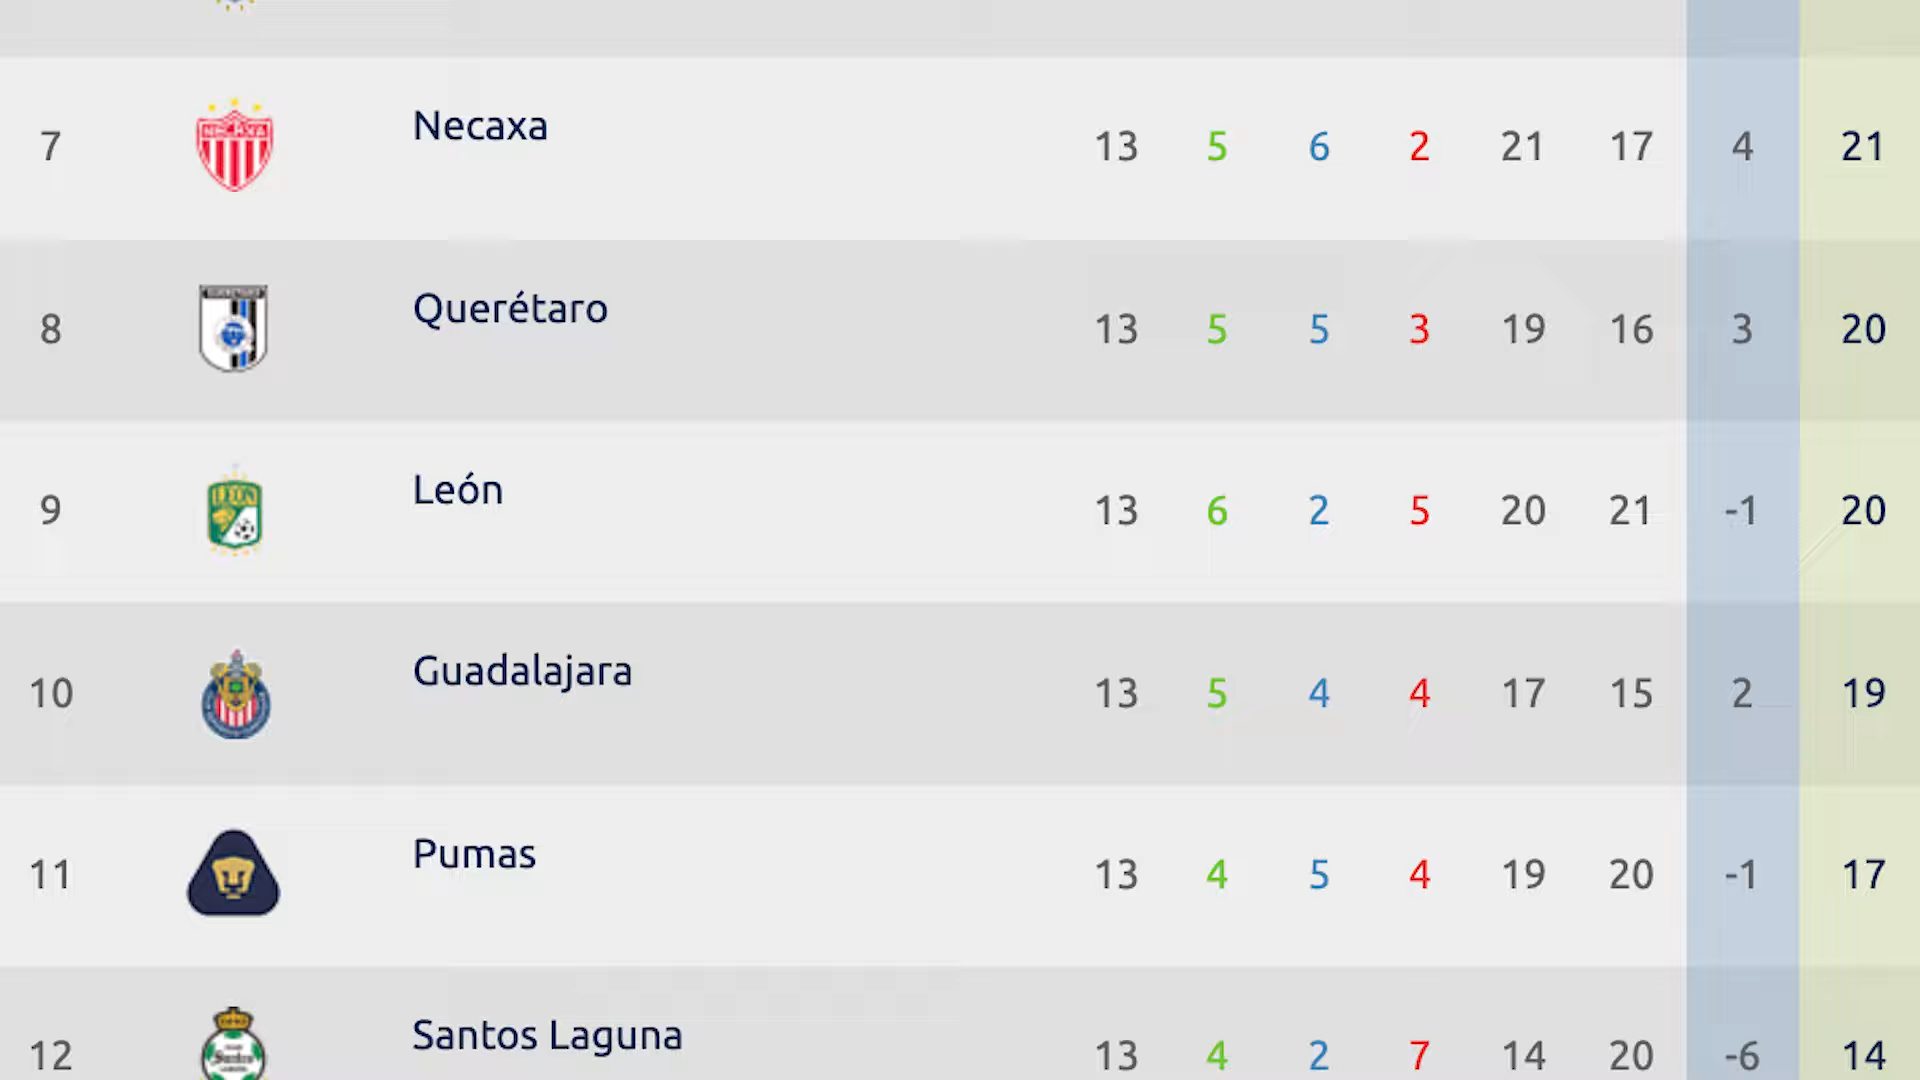 7 NECAXA Necaxa 13 5 6 2 21 17 4 21
8 Querétaro 13 5 5 3 19 16 3 20
9 LEON León 13 6 2 5 20 21 -1 20
10 Guadalajara 13 5 4 4 17 15 2 19
11 Pumas 13 4 5 4 19 20 -1 17
12 Santos Santos Laguna 13 4 2 7 14 20 -6 14